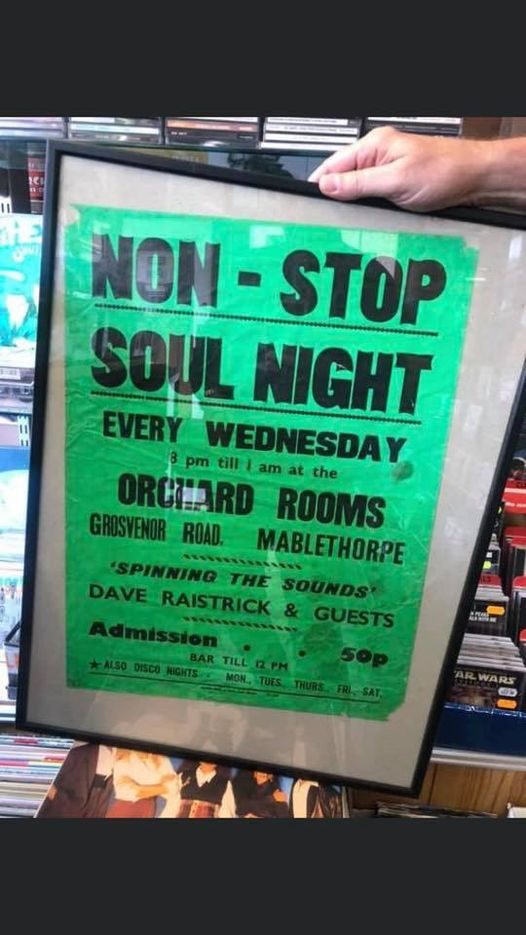 NON - STOP
SOUL NIGHT
EVERY WEDNESDAY
8 pm till 1 am at the
ORCHARD ROOMS
GROSVENOR ROAD, MABLETHORPE
'SPINNING THE SOUNDS'
DAVE RAISTRICK & GUESTS
Admission • • 50p
BAR TILL 12 PM
★ ALSO DISCO NIGHTS - MON., TUES, THURS., FRI., SAT.
AR WARS